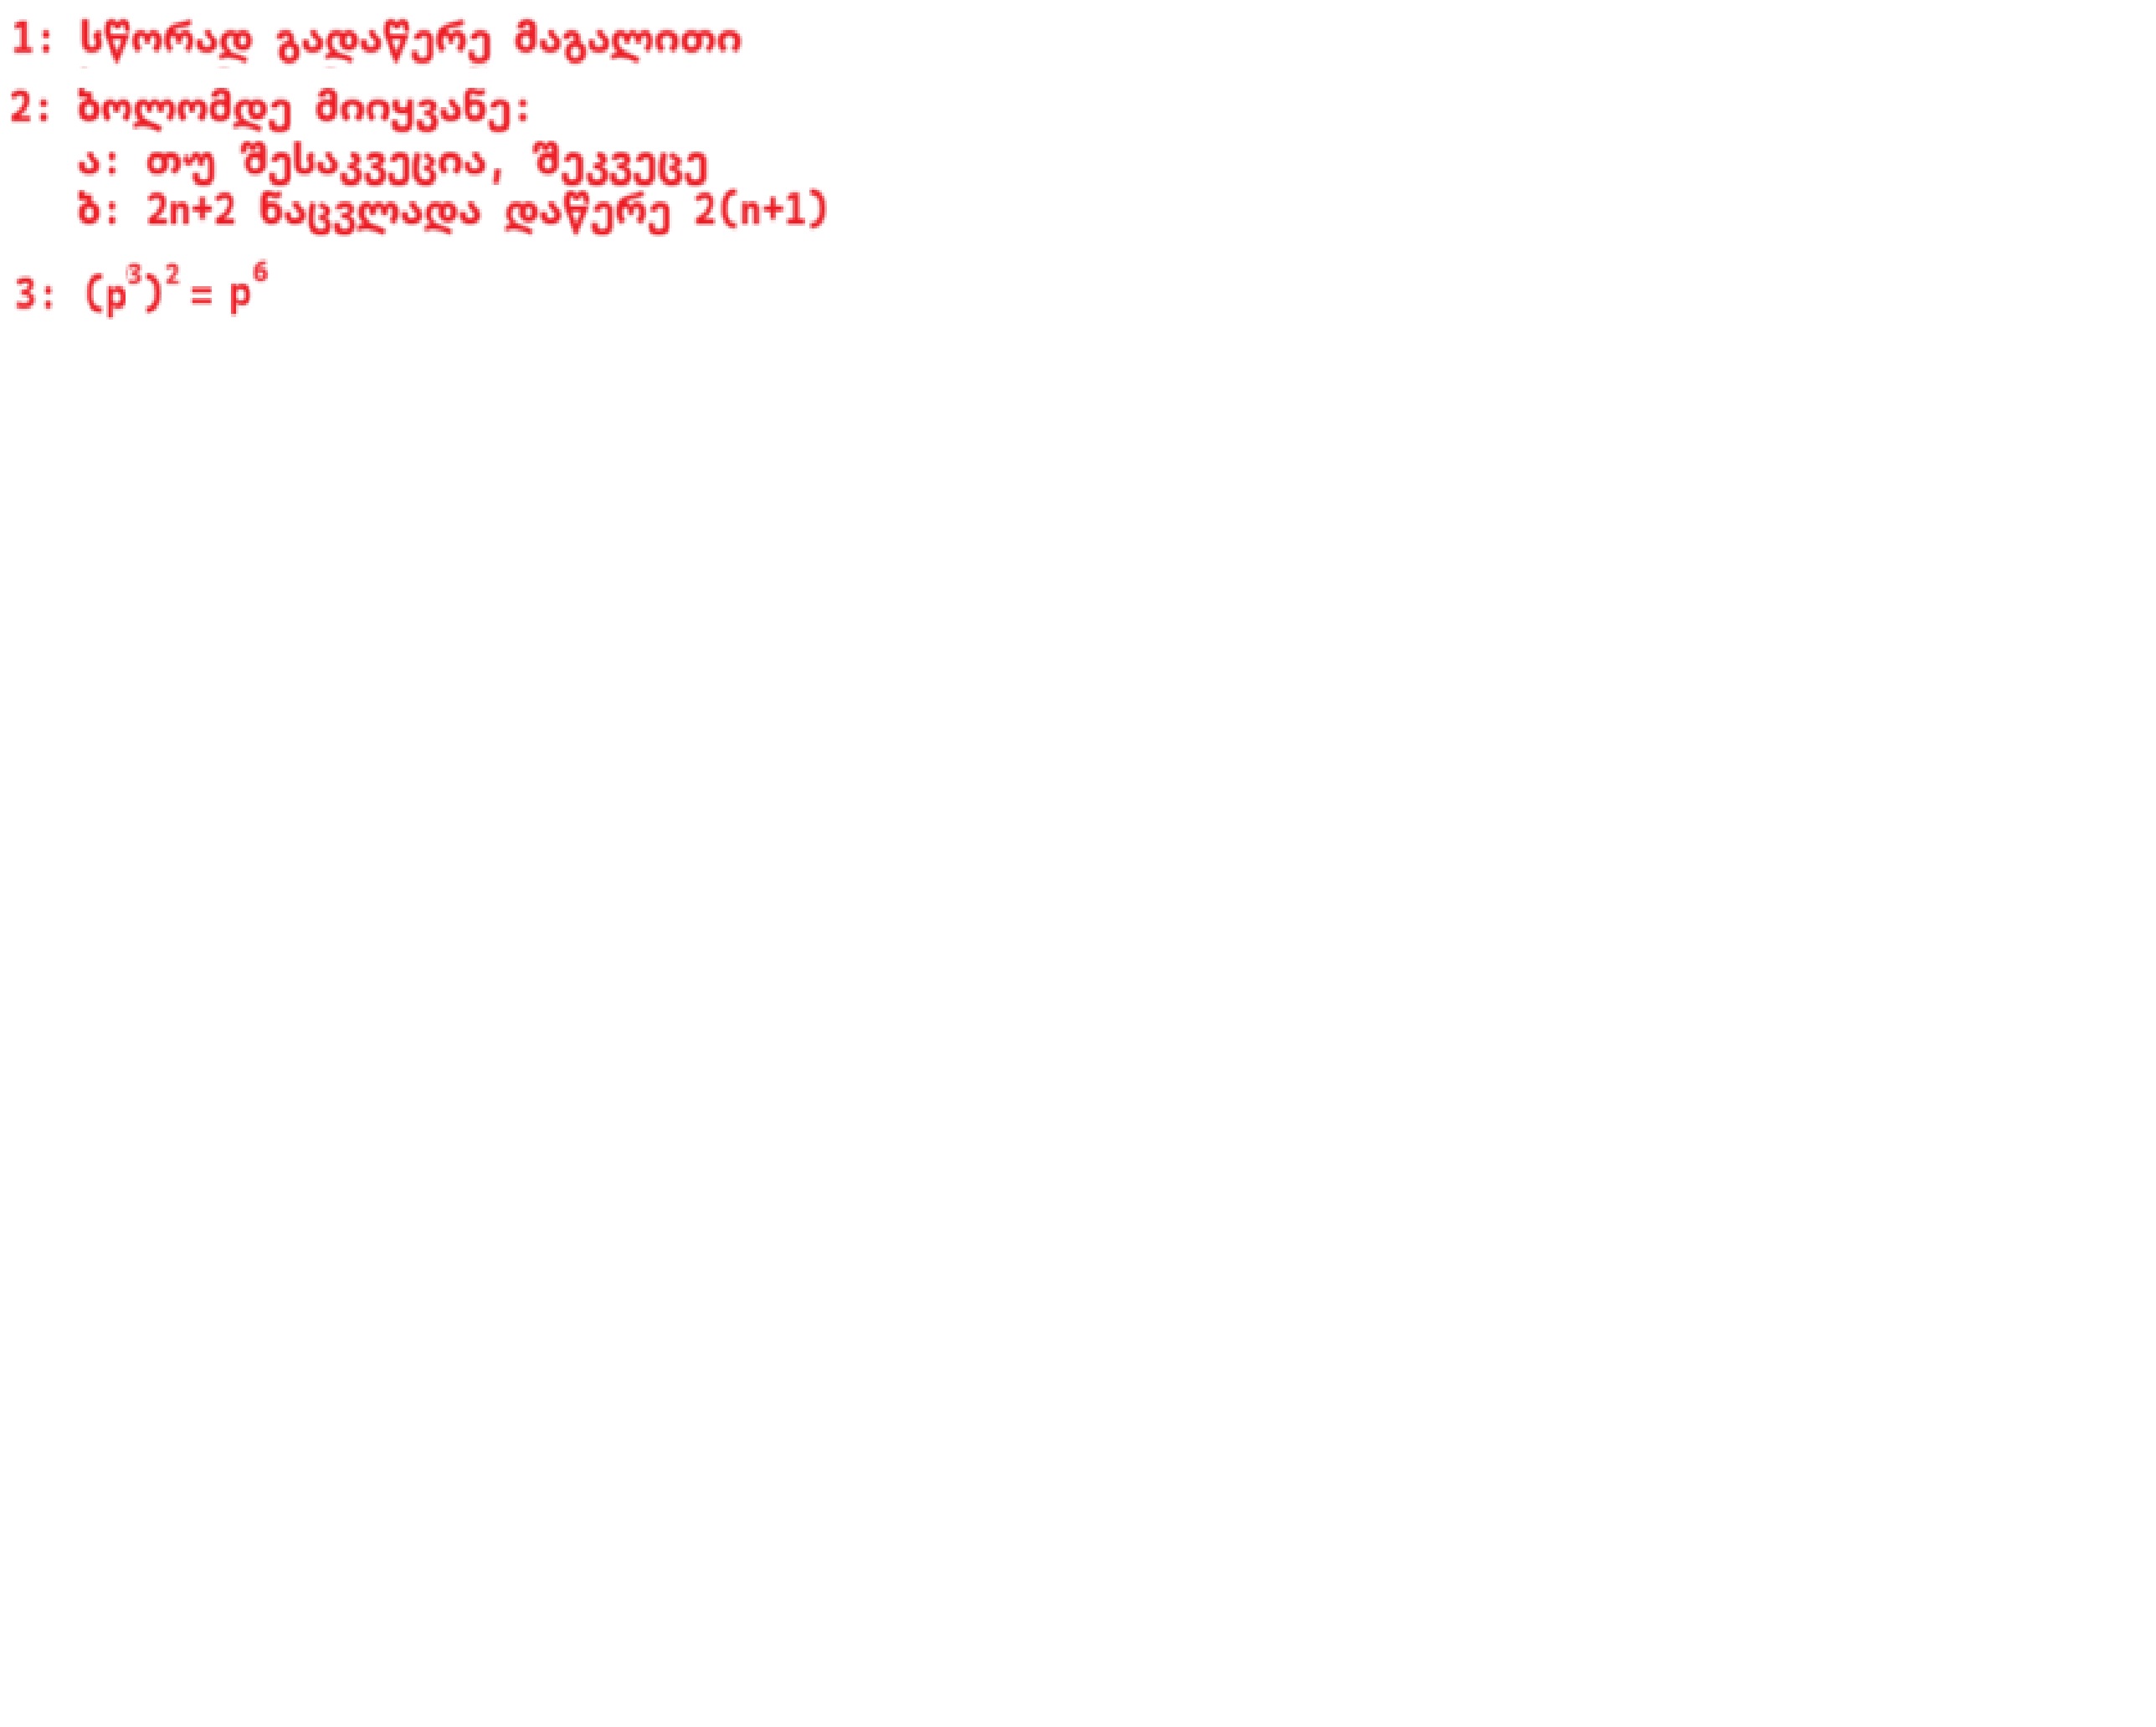 1: სწორად გადაწერე მაგალითი
2: ბოლომდე მიიყვანე:
ა: თუ შესაკვეცია, შეკვეცე
ბ: 2n+2 ნაცვლადა დაწერე 2(n+1)
3: (p³)² = p⁶